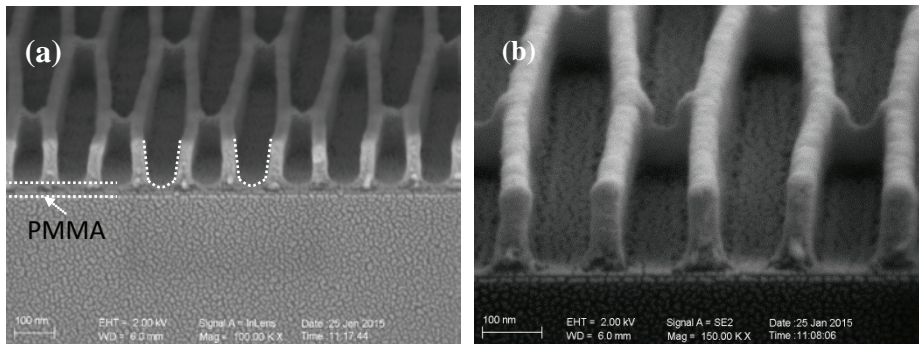 (a)
PMMA
100 nm
EHT = 2.00 kV
WD = 6.0 mm
Signal A = InLens
Mag = 100.00 K X
Date :25 Jan 2015
Time :11:17:44
(b)
100 nm
EHT = 2.00 kV
WD = 6.0 mm
Signal A = SE2
Mag = 150.00 K X
Date :25 Jan 2015
Time :11:08:06